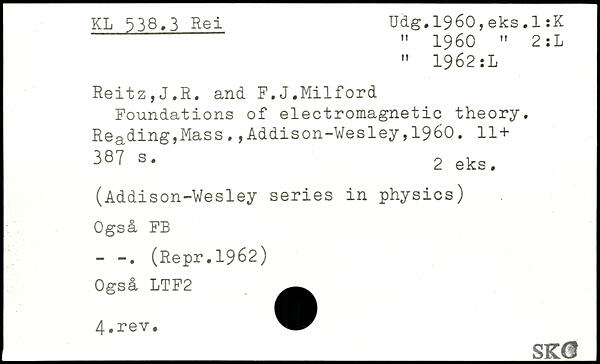 KL 538.3 Rei
Udg.1960,eks.1:K
" 1960 " 2:L
" 1962:L
Reitz,J.R. and F.J.Milford
Foundations of electromagnetic theory.
Reading,Mass.,Addison-Wesley,1960. 11+
387 s.
2 eks.
(Addison-Wesley series in physics)
Også FB
- -. (Repr.1962)
Også LTF2
4.rev.
SKO